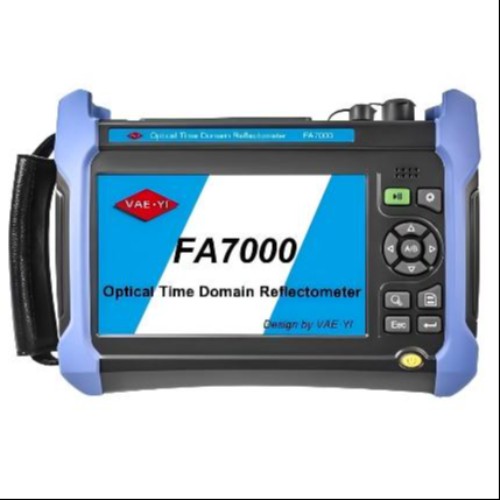 Optical Time Domain Reflectometer FA7000
VAE·YI
FA7000
Optical Time Domain Reflectometer
Design by VAE·YI
A/B
Esc